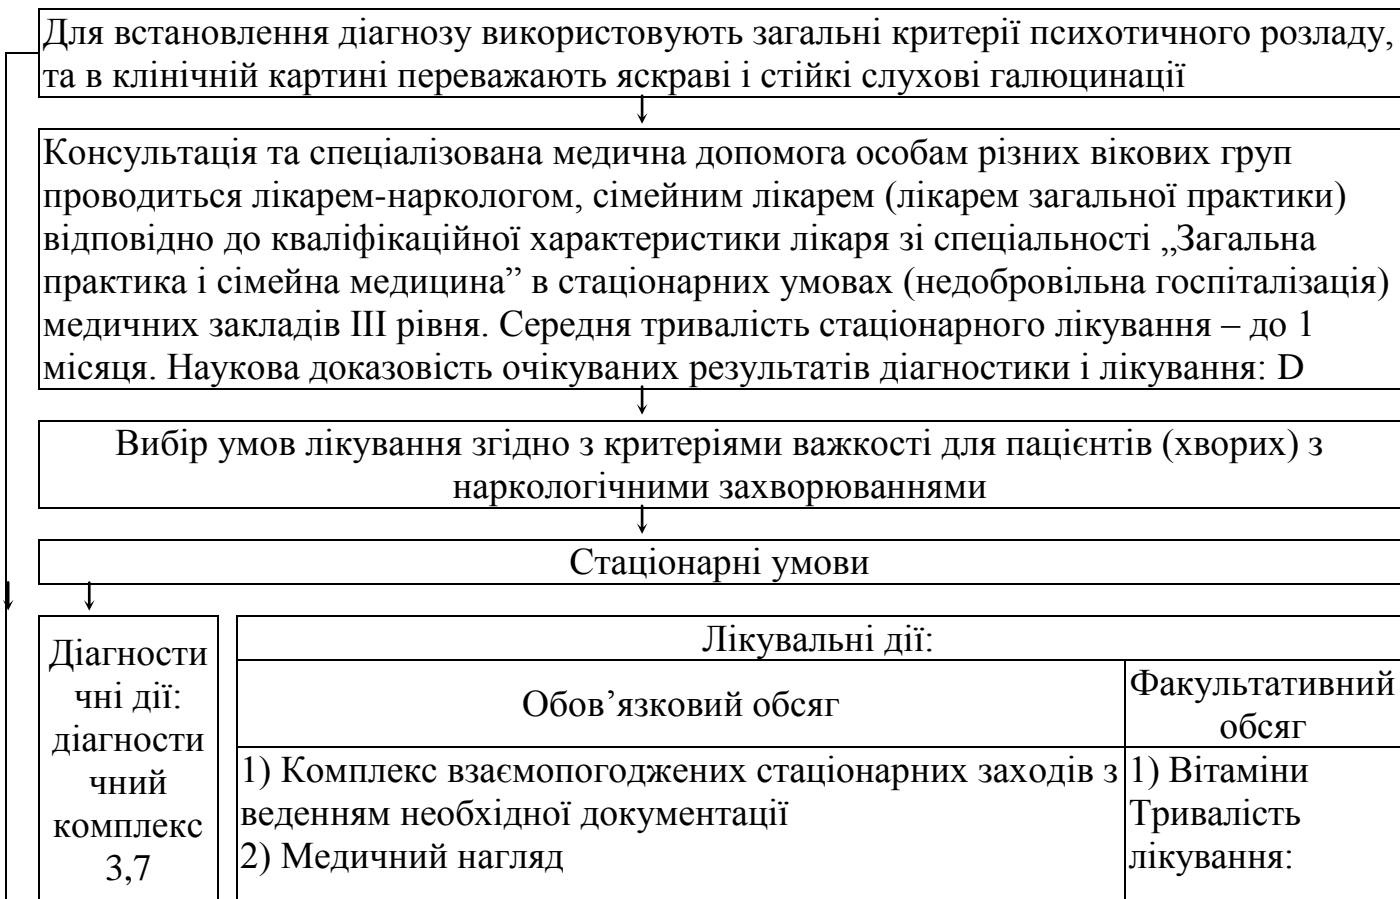 Для встановлення діагнозу використовують загальні критерії психотичного розладу,
та в клінічній картині переважають яскраві і стійкі слухові галюцинації
Консультація та спеціалізована медична допомога особам різних вікових груп
проводиться лікарем-наркологом, сімейним лікарем (лікарем загальної практики)
відповідно до кваліфікаційної характеристики лікаря зі спеціальності „Загальна
практика і сімейна медицина” в стаціонарних умовах (недобровільна госпіталізація)
медичних закладів III рівня. Середня тривалість стаціонарного лікування – до 1
місяця. Наукова доказовість очікуваних результатів діагностики і лікування: D
Вибір умов лікування згідно з критеріями важкості для пацієнтів (хворих) з
наркологічними захворюваннями
Стаціонарні умови
Діагности
чні дії:
діагности
чний
комплекс
3,7
Лікувальні дії:
Обов’язковий обсяг
Факультативний
обсяг
1) Комплекс взаємопогоджених стаціонарних заходів з
веденням необхідної документації
2) Медичний нагляд
1) Вітаміни
Тривалість
лікування: